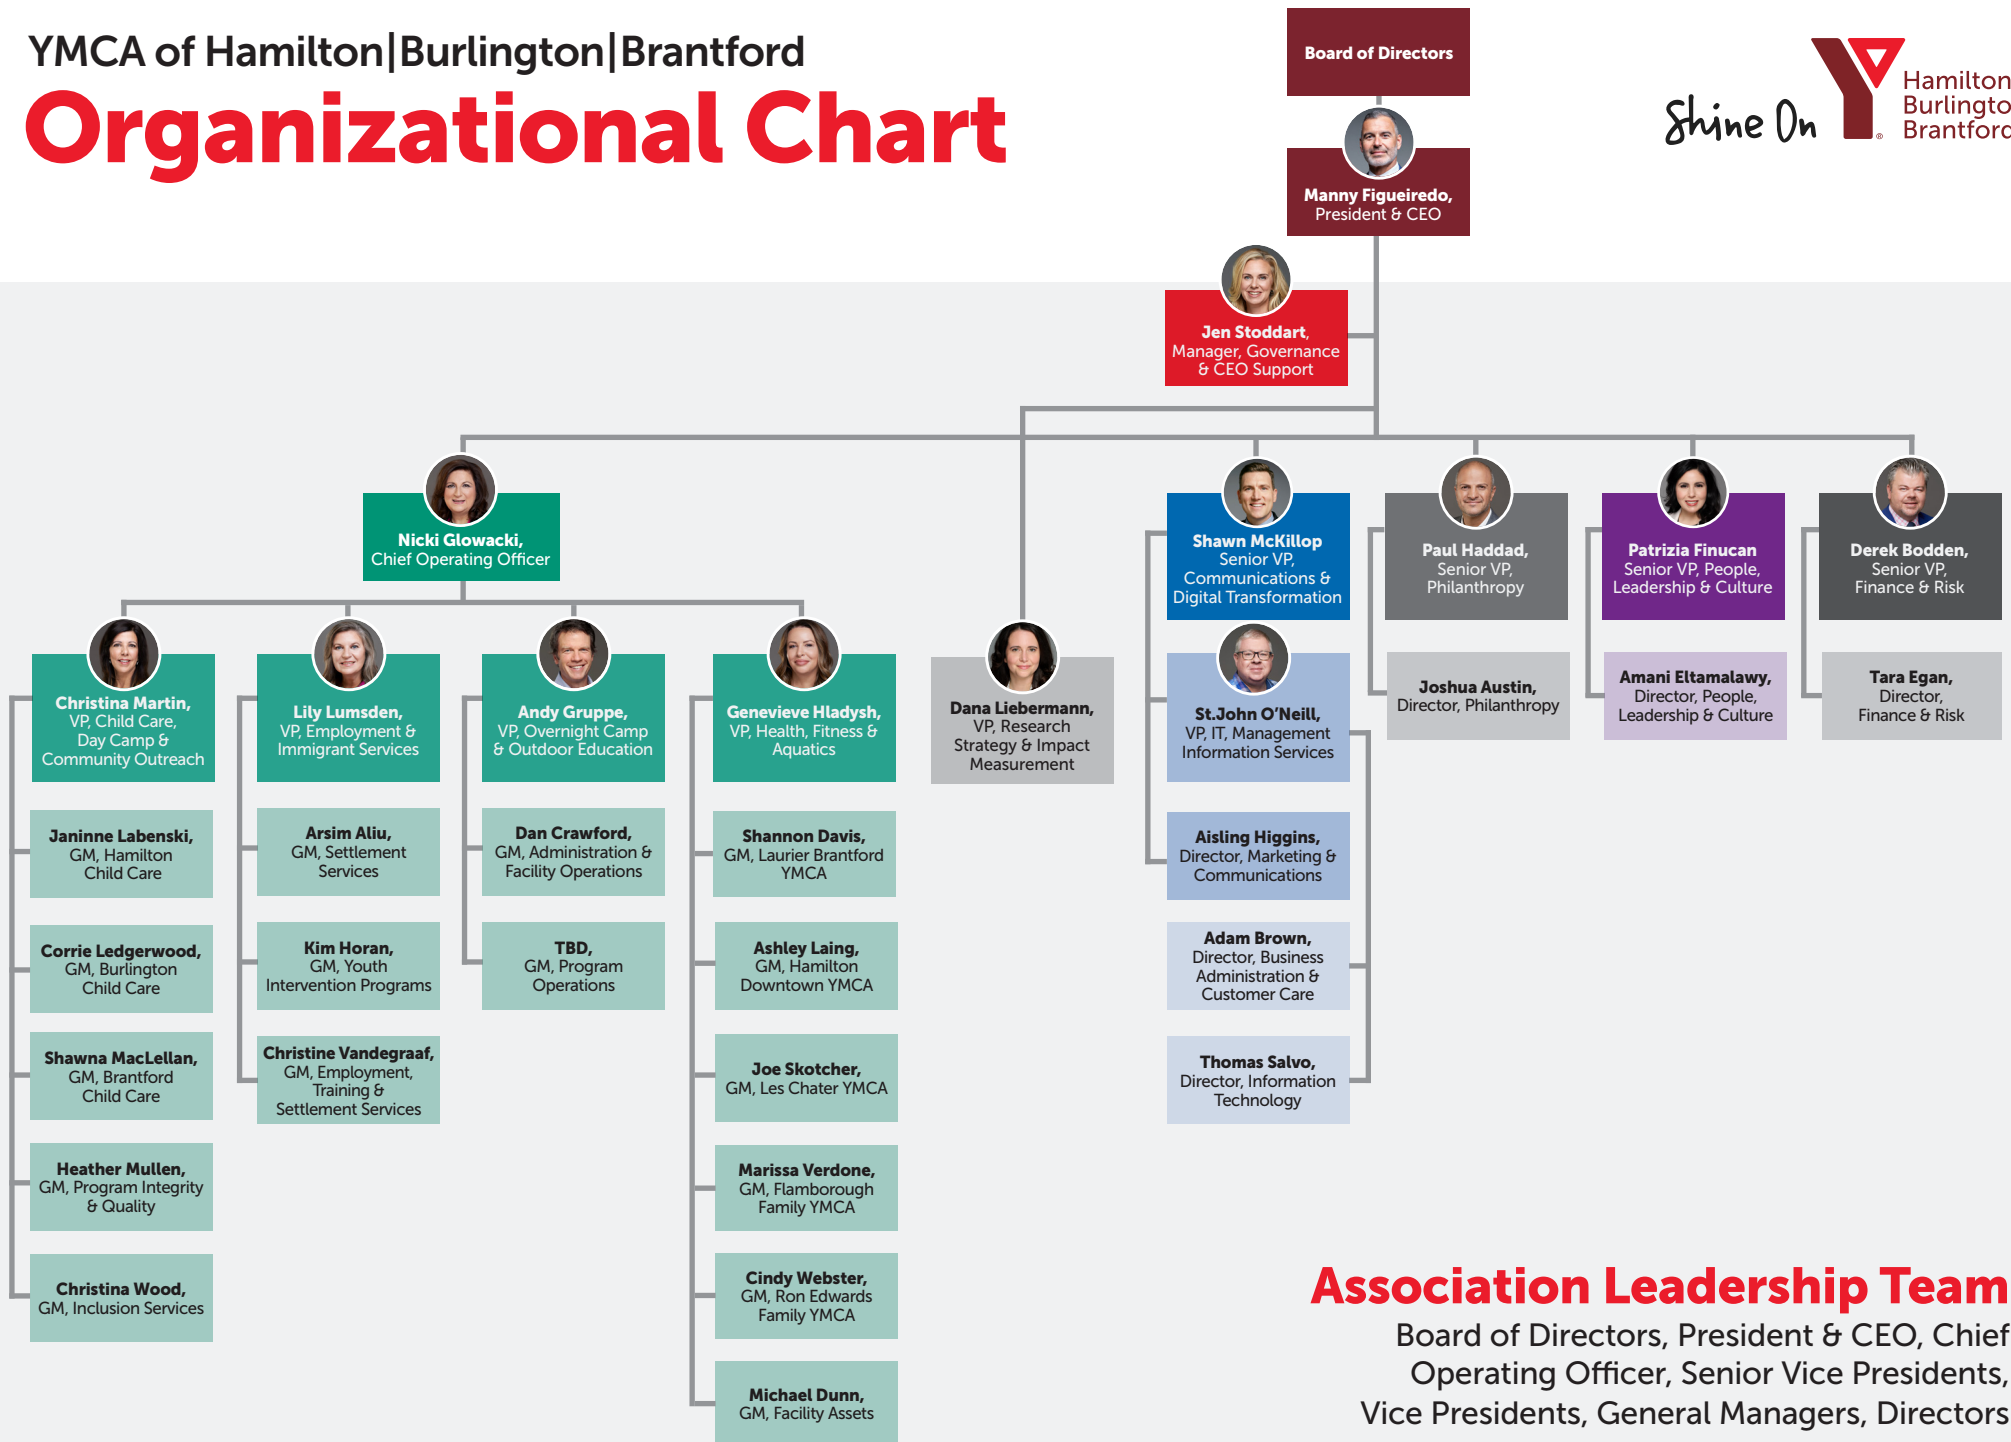 YMCA of Hamilton|Burlington|Brantford
Organizational Chart
Board of Directors
Shine On
Hamilton
Burlingto
Brantford
®
Manny Figueiredo,
President & CEO
Jen Stoddart,
Manager, Governance
& CEO Support
Nicki Glowacki,
Chief Operating Officer
Christina Martin,
VP, Child Care,
Day Camp &
Community Outreach
Janinne Labenski,
GM, Hamilton
Child Care
Corrie Ledgerwood,
GM, Burlington
Child Care
Shawna MacLellan,
GM, Brantford
Child Care
Heather Mullen,
GM, Program Integrity
& Quality
Christina Wood,
GM, Inclusion Services
Lily Lumsden,
VP, Employment &
Immigrant Services
Arsim Aliu,
GM, Settlement
Services
Kim Horan,
GM, Youth
Intervention Programs
Christine Vandegraaf,
GM, Employment,
Training &
Settlement Services
Andy Gruppe,
VP, Overnight Camp
& Outdoor Education
Dan Crawford,
GM, Administration &
Facility Operations
TBD,
GM, Program
Operations
Genevieve Hladysh,
VP, Health, Fitness &
Aquatics
Shannon Davis,
GM, Laurier Brantford
YMCA
Ashley Laing,
GM, Hamilton
Downtown YMCA
Joe Skotcher,
GM, Les Chater YMCA
Marissa Verdone,
GM, Flamborough
Family YMCA
Cindy Webster,
GM, Ron Edwards
Family YMCA
Michael Dunn,
GM, Facility Assets
Dana Liebermann,
VP, Research
Strategy & Impact
Measurement
Shawn McKillop
Senior VP,
Communications &
Digital Transformation
St.John O’Neill,
VP, IT, Management
Information Services
Aisling Higgins,
Director, Marketing &
Communications
Adam Brown,
Director, Business
Administration &
Customer Care
Thomas Salvo,
Director, Information
Technology
Paul Haddad,
Senior VP,
Philanthropy
Joshua Austin,
Director, Philanthropy
Patrizia Finucan
Senior VP, People,
Leadership & Culture
Amani Eltamalawy,
Director, People,
Leadership & Culture
Derek Bodden,
Senior VP,
Finance & Risk
Tara Egan,
Director,
Finance & Risk
Association Leadership Team
Board of Directors, President & CEO, Chief
Operating Officer, Senior Vice Presidents,
Vice Presidents, General Managers, Directors